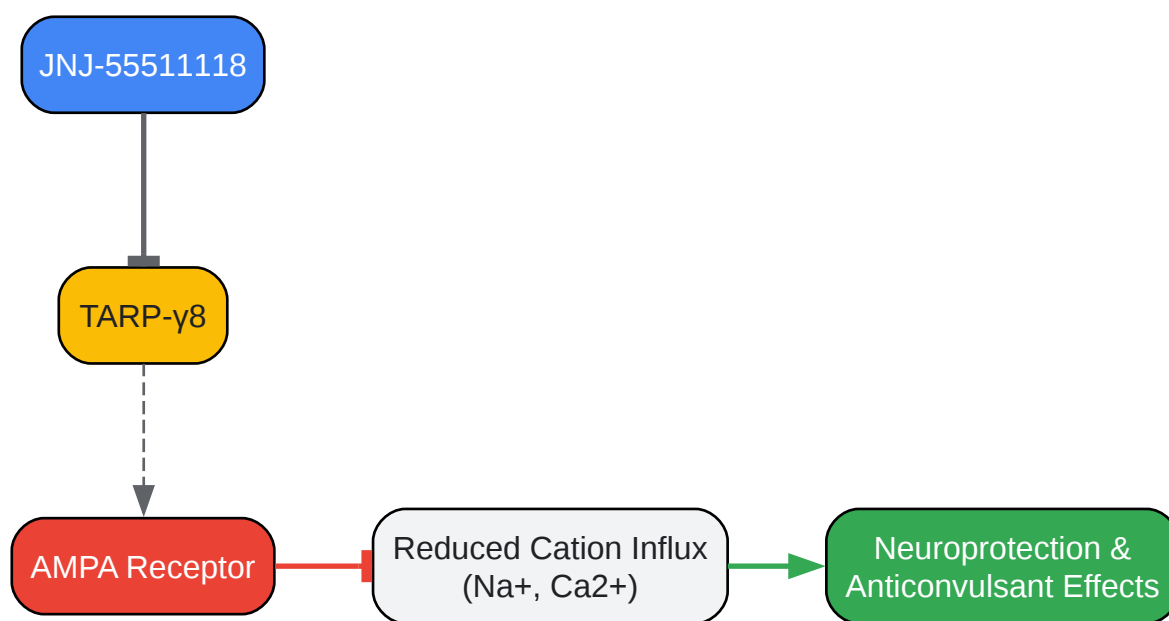 JNJ-55511118
TARP-γ8
AMPA Receptor
Reduced Cation Influx
(Na+, Ca2+)
Neuroprotection &
Anticonvulsant Effects